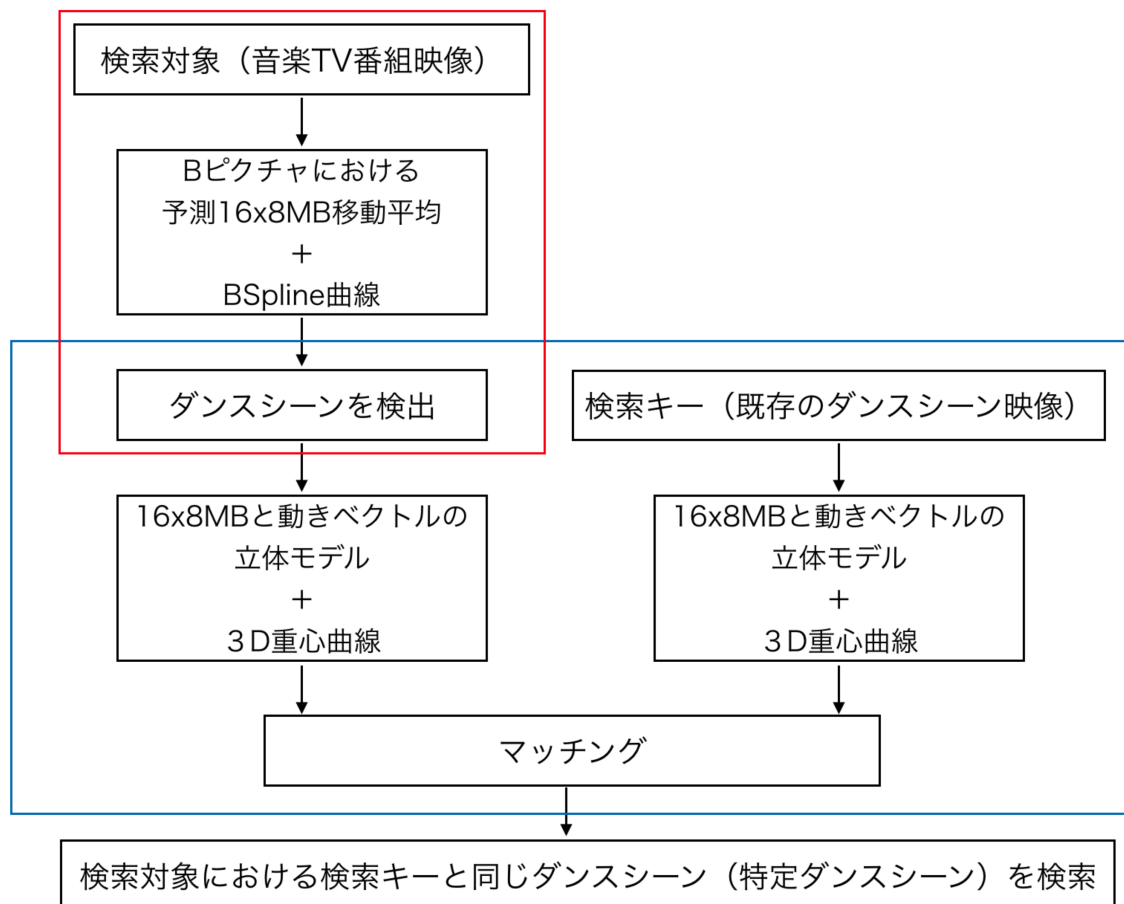 検索対象（音楽TV番組映像）
Bピクチャにおける
予測16x8MB移動平均
＋
BSpline曲線
ダンスシーンを検出
検索キー（既存のダンスシーン映像）
16x8MBと動きベクトルの
立体モデル
＋
３D重心曲線
16x8MBと動きベクトルの
立体モデル
＋
３D重心曲線
マッチング
検索対象における検索キーと同じダンスシーン（特定ダンスシーン）を検索